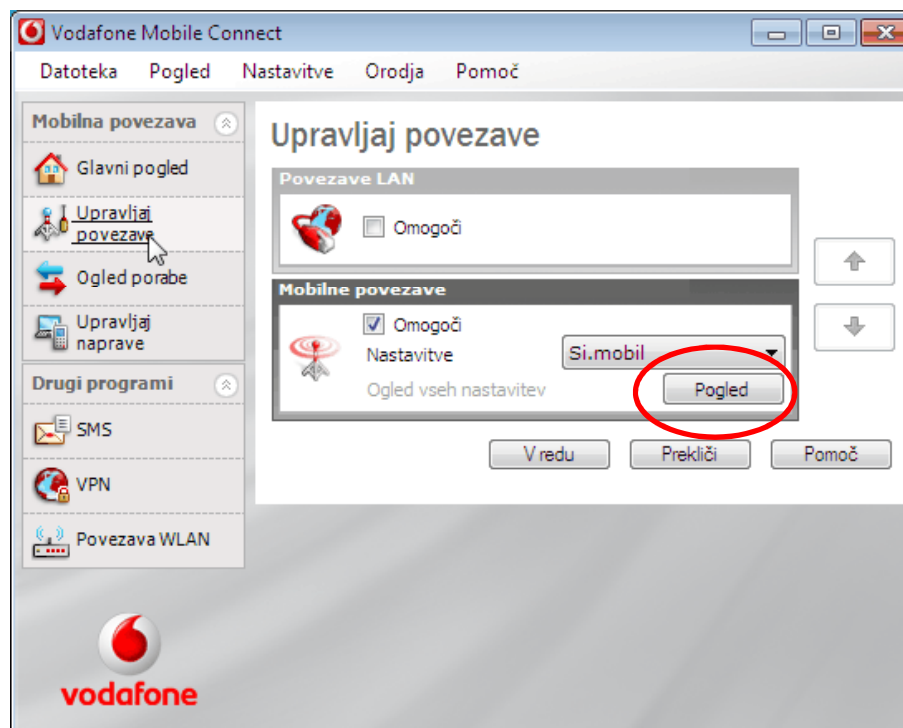 Vodafone Mobile Connect
Datoteka Pogled Nastavitve Orodja Pomoč
Mobilna povezava
Glavni pogled
Upravljaj
povezave
Ogled porabe
Upravljaj
naprave
Drugi programi
SMS
VPN
Povezava WLAN
vodafone
Upravljaj povezave
Povezave LAN
Omogoči
Mobilne povezave
Omogoči
Nastavitve Si.mobil
Ogled vseh nastavitev Pogled
V redu Prekliči Pomoč